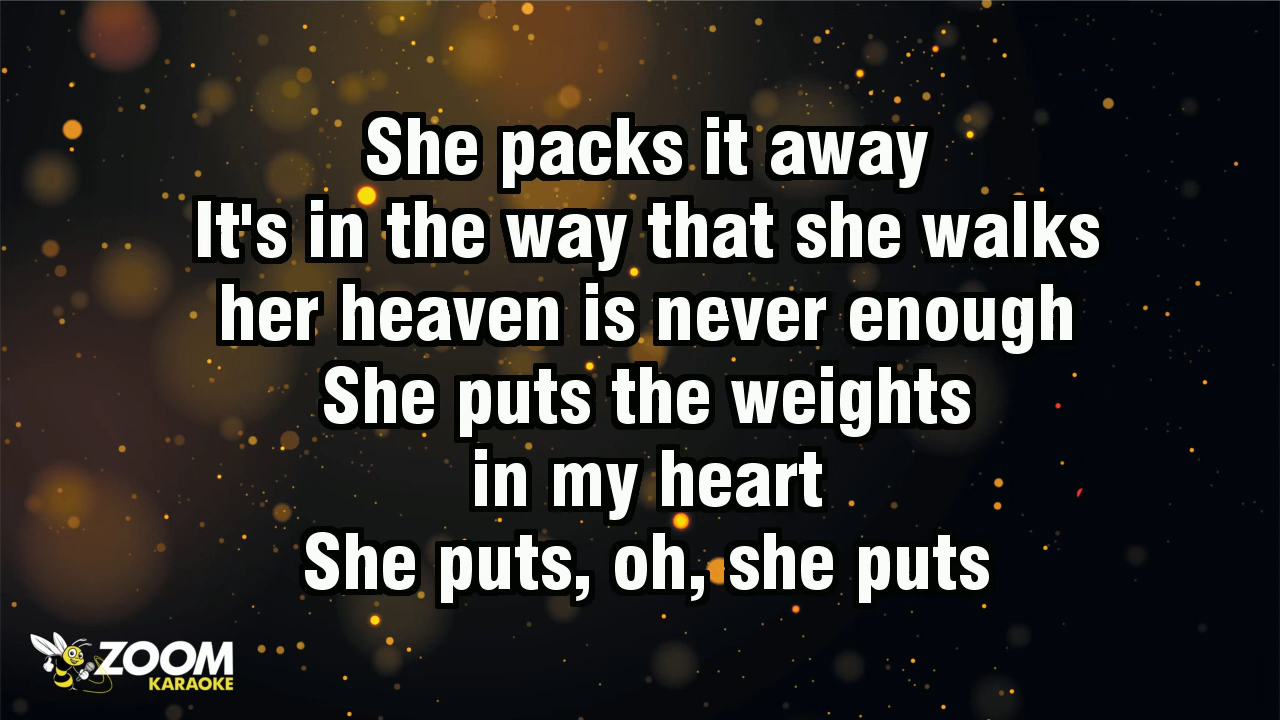 She packs it away
It's in the way that she walks
her heaven is never enough
She puts the weights
in my heart
She puts, oh, she puts
ZOOM
KARAOKE